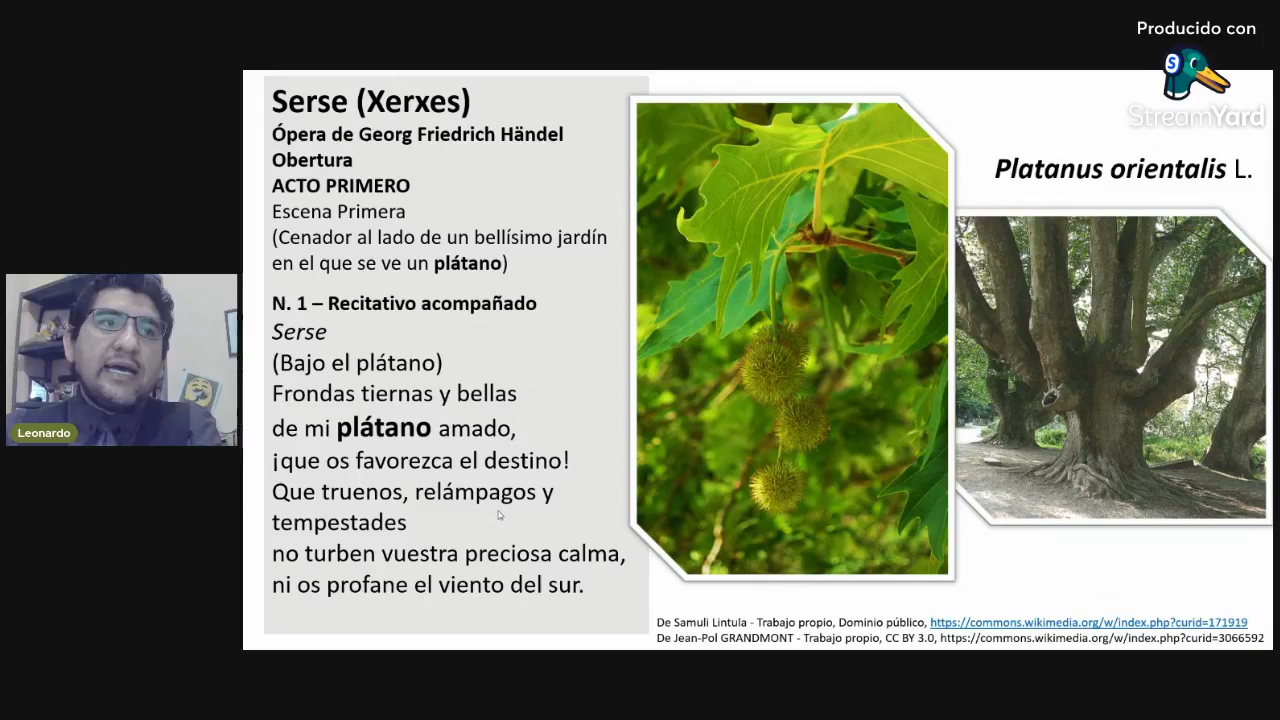 Producido con
StreamYard
Serse (Xerxes)
Ópera de Georg Friedrich Händel
Obertura
ACTO PRIMERO
Escena Primera
(Cenador al lado de un bellísimo jardín
en el que se ve un plátano)
N. 1 – Recitativo acompañado
Serse
(Bajo el plátano)
Frondas tiernas y bellas
de mi plátano amado,
¡que os favorezca el destino!
Que truenos, relámpagos y
tempestades
no turben vuestra preciosa calma,
ni os profane el viento del sur.
Platanus orientalis L.
Leonardo
De Samuli Lintula - Trabajo propio, Dominio público, https://commons.wikimedia.org/w/index.php?curid=171919
De Jean-Pol GRANDMONT - Trabajo propio, CC BY 3.0, https://commons.wikimedia.org/w/index.php?curid=3066592